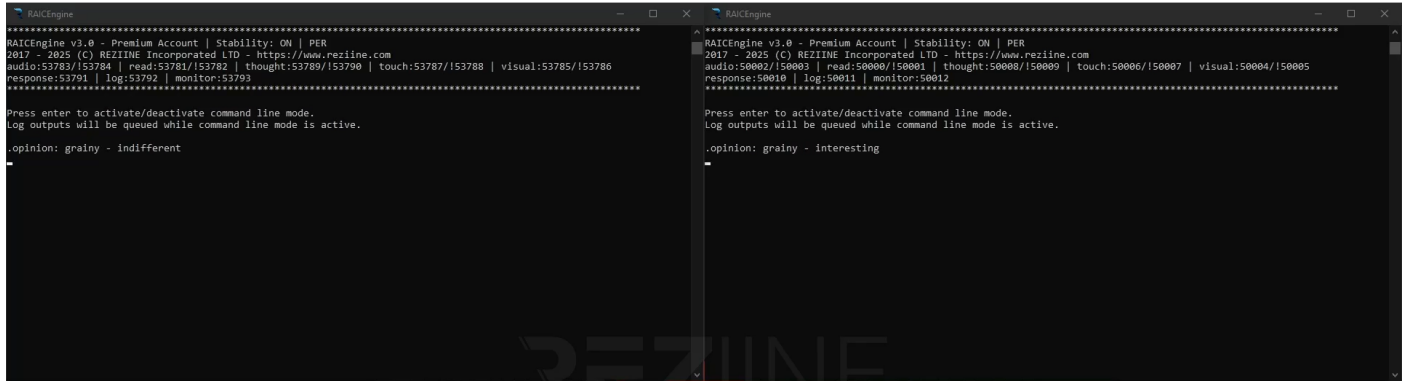 RAICEngine
*****************************************************************************************
RAICEngine v3.0 - Premium Account | Stability: ON | PER
2017 - 2025 (C) REZIINE Incorporated LTD - https://www.reziine.com
audio:53783/!53784 | read:53781/!53782 | thought:53789/!53790 | touch:53787/!53788 | visual:53785/!53786
response:53791 | log:53792 | monitor:53793
*****************************************************************************************
Press enter to activate/deactivate command line mode.
Log outputs will be queued while command line mode is active.
.opinion: grainy - indifferent
RAICEngine
*****************************************************************************************
RAICEngine v3.0 - Premium Account | Stability: ON | PER
2017 - 2025 (C) REZIINE Incorporated LTD - https://www.reziine.com
audio:50002/!50003 | read:50000/!50001 | thought:50008/!50009 | touch:50006/!50007 | visual:50004/!50005
response:50010 | log:50011 | monitor:50012
*****************************************************************************************
Press enter to activate/deactivate command line mode.
Log outputs will be queued while command line mode is active.
.opinion: grainy - interesting
REZIINE